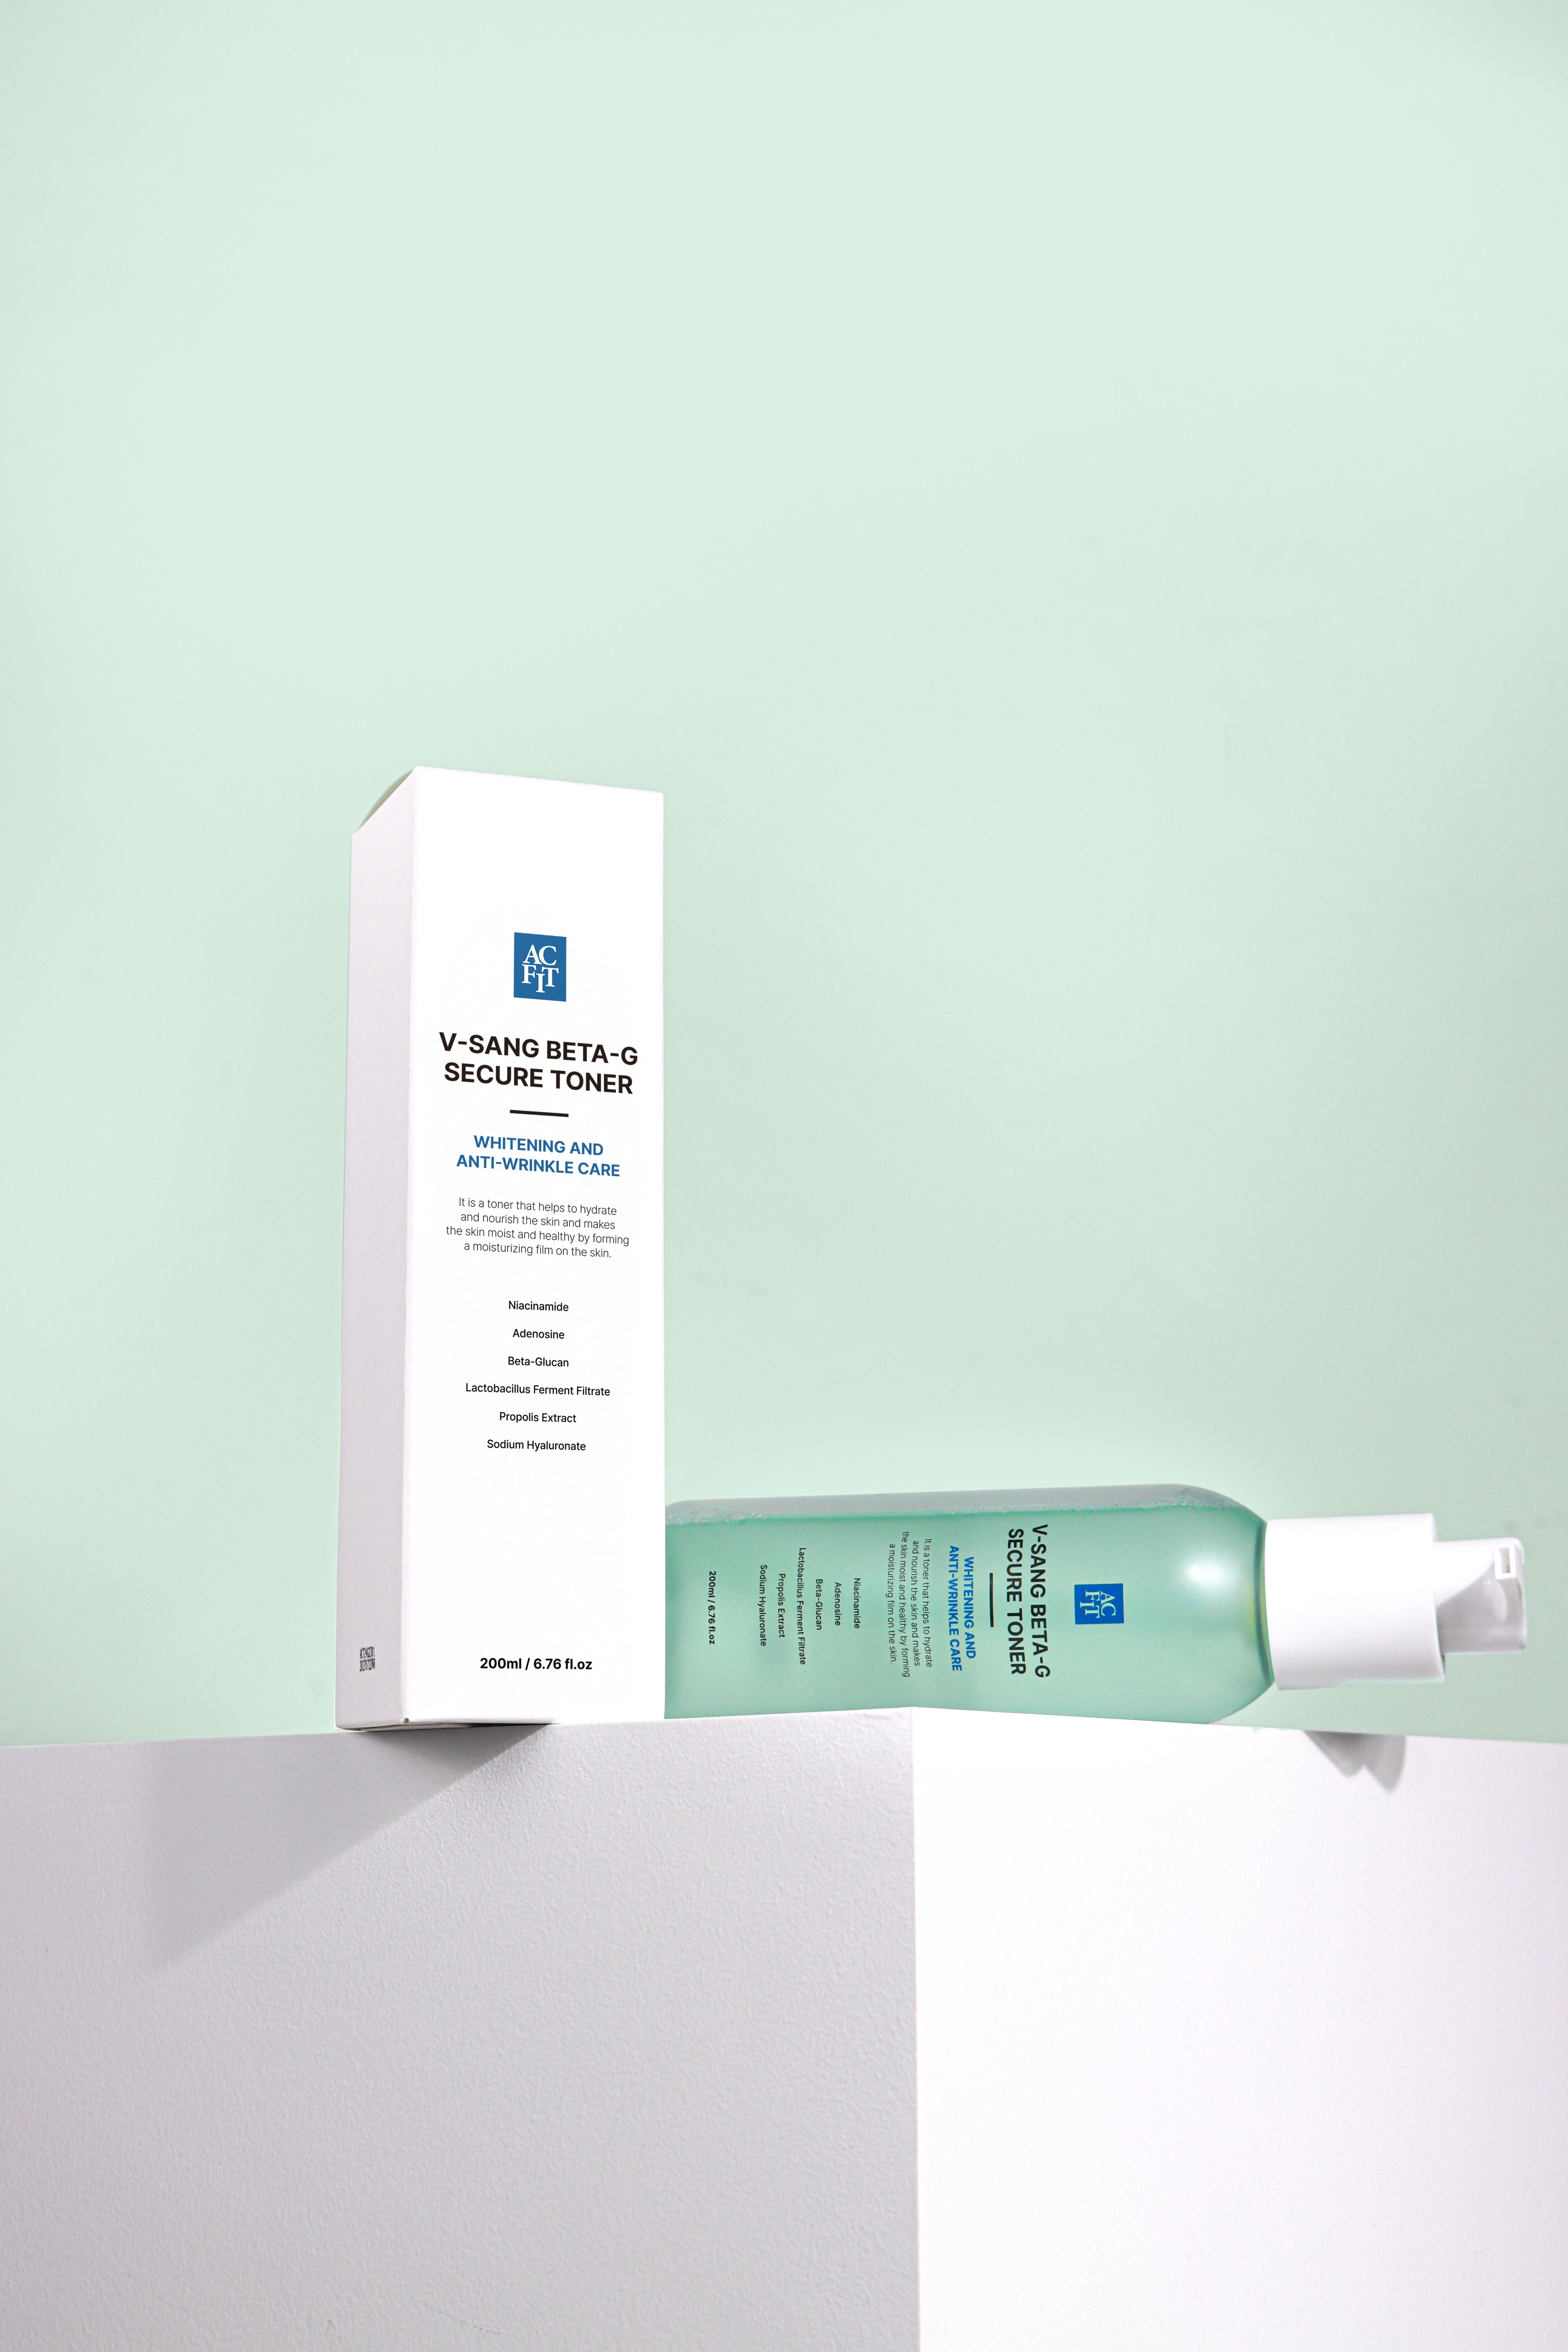 AC
FIT
V-SANG BETA-G
SECURE TONER
WHITENING AND
ANTI-WRINKLE CARE
It is a toner that helps to hydrate
and nourish the skin and makes
the skin moist and healthy by forming
a moisturizing film on the skin.
Niacinamide
Adenosine
Beta-Glucan
Lactobacillus Ferment Filtrate
Propolis Extract
Sodium Hyaluronate
200ml / 6.76 fl.oz
AC
FIT
V-SANG BETA-G
SECURE TONER
WHITENING AND
ANTI-WRINKLE CARE
It is a toner that helps to hydrate
and nourish the skin and makes
the skin moist and healthy by forming
a moisturizing film on the skin.
Niacinamide
Adenosine
Beta-Glucan
Lactobacillus Ferment Filtrate
Propolis Extract
Sodium Hyaluronate
200ml / 6.76 fl.oz